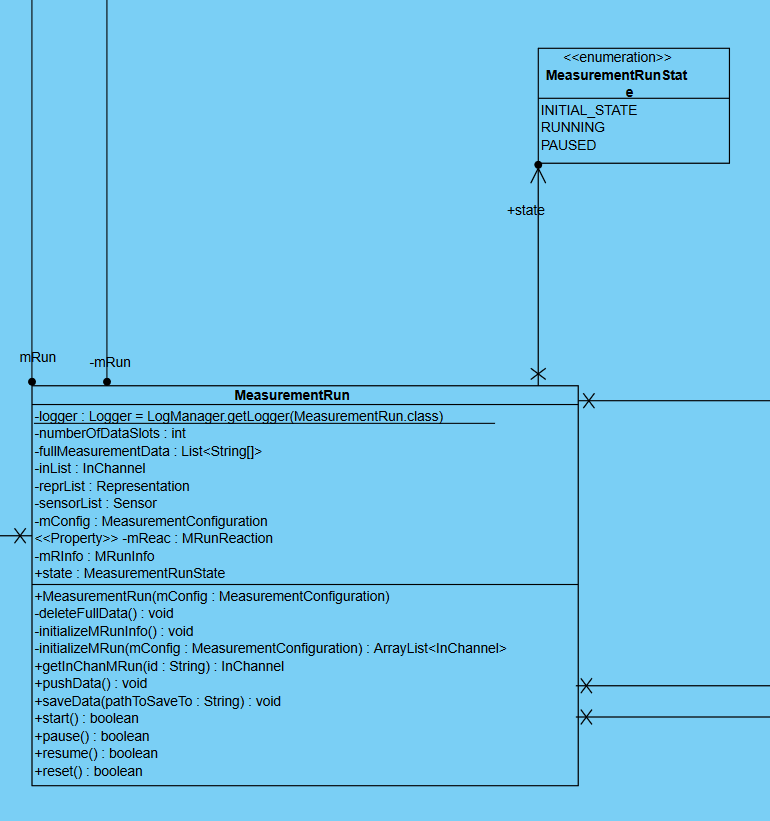 <<enumeration>>
MeasurementRunStat
e
INITIAL_STATE
RUNNING
PAUSED
+state
mRun
-mRun
MeasurementRun
-logger : Logger = LogManager.getLogger(MeasurementRun.class)
-numberOfDataSlots : int
-fullMeasurementData : List<String[]>
-inList : InChannel
-reprList : Representation
-sensorList : Sensor
-mConfig : MeasurementConfiguration
<<Property>> -mReac : MRunReaction
-mRInfo : MRunInfo
+state : MeasurementRunState
+MeasurementRun(mConfig : MeasurementConfiguration)
-deleteFullData() : void
-initializeMRunInfo() : void
-initializeMRun(mConfig : MeasurementConfiguration) : ArrayList<InChannel>
+getInChanMRun(id : String) : InChannel
+pushData() : void
+saveData(pathToSaveTo : String) : void
+start() : boolean
+pause() : boolean
+resume() : boolean
+reset() : boolean